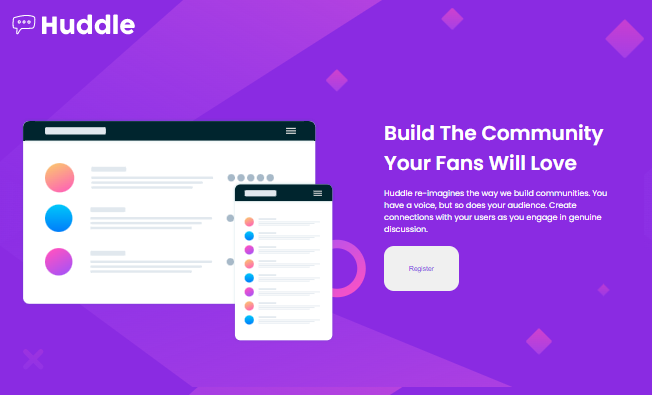 Huddle
Build The Community
Your Fans Will Love
Huddle re-imagines the way we build communities. You
have a voice, but so does your audience. Create
connections with your users as you engage in genuine
discussion.
Register